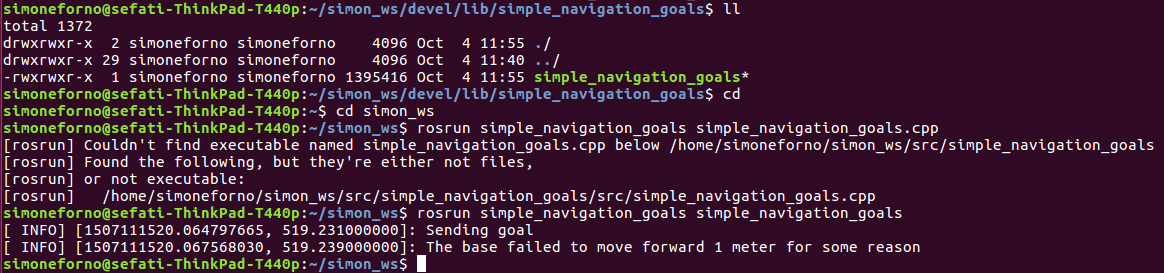 simoneforno@sefati-ThinkPad-T440p:~/simon_ws/devel/lib/simple_navigation_goals$ ll
total 1372
drwxrwxr-x  2 simoneforno simoneforno    4096 Oct  4 11:55 ./
drwxrwxr-x 29 simoneforno simoneforno    4096 Oct  4 11:40 ../
-rwxrwxr-x  1 simoneforno simoneforno 1395416 Oct  4 11:55 simple_navigation_goals*
simoneforno@sefati-ThinkPad-T440p:~/simon_ws/devel/lib/simple_navigation_goals$ cd
simoneforno@sefati-ThinkPad-T440p:~$ cd simon_ws
simoneforno@sefati-ThinkPad-T440p:~/simon_ws$ rosrun simple_navigation_goals simple_navigation_goals.cpp
[rosrun] Couldn't find executable named simple_navigation_goals.cpp below /home/simoneforno/simon_ws/src/simple_navigation_goals
[rosrun] Found the following, but they're either not files,
[rosrun] or not executable:
[rosrun]   /home/simoneforno/simon_ws/src/simple_navigation_goals/src/simple_navigation_goals.cpp
simoneforno@sefati-ThinkPad-T440p:~/simon_ws$ rosrun simple_navigation_goals simple_navigation_goals
[ INFO] [1507111520.064797665, 519.231000000]: Sending goal
[ INFO] [1507111520.067568030, 519.239000000]: The base failed to move forward 1 meter for some reason
simoneforno@sefati-ThinkPad-T440p:~/simon_ws$